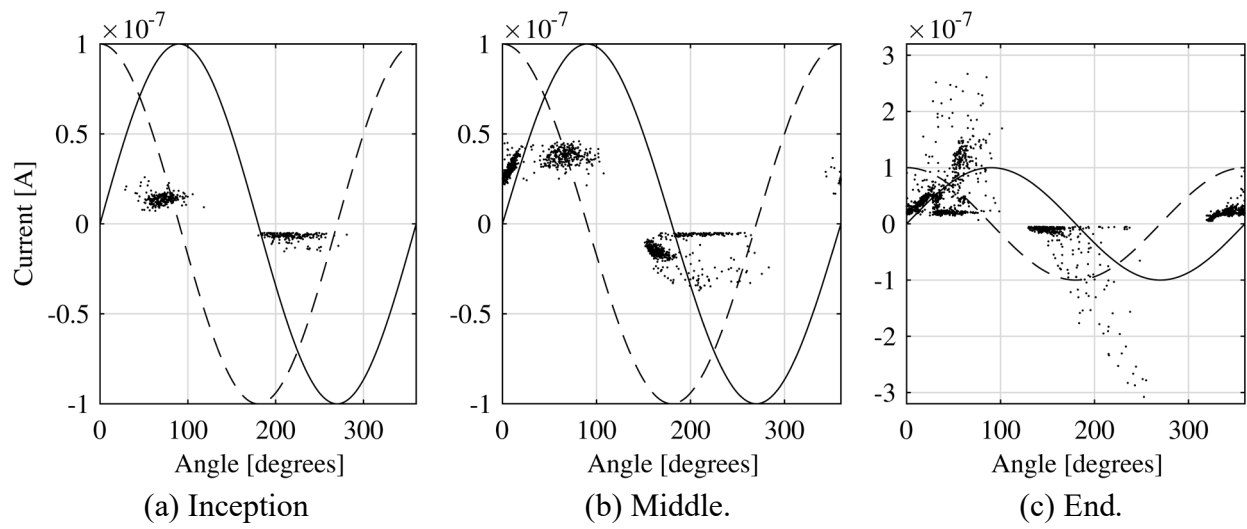 ×10⁻⁷ ×10⁻⁷ ×10⁻⁷
Current [A]
1
0.5
0
-0.5
-1
0 100 200 300
Angle [degrees]
(a) Inception
1
0.5
0
-0.5
-1
0 100 200 300
Angle [degrees]
(b) Middle.
3
2
1
0
-1
-2
-3
0 100 200 300
Angle [degrees]
(c) End.